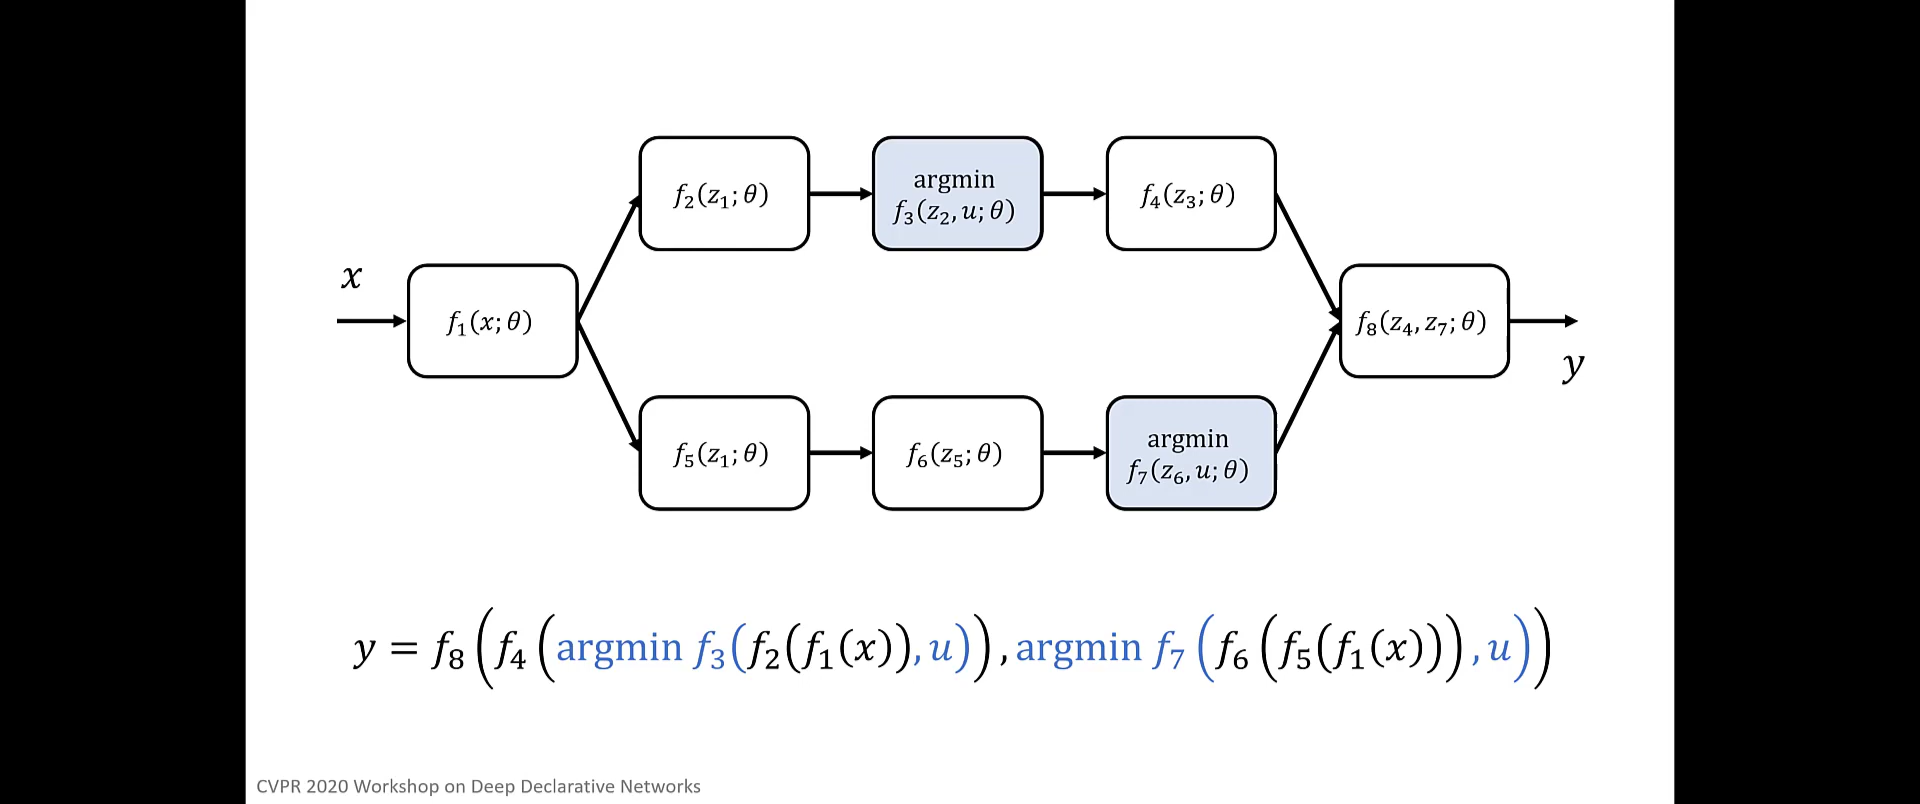 f₂(z₁; θ)
argmin
f₃(z₂, u; θ)
f₄(z₃; θ)
x
f₁(x; θ)
f₈(z₄, z₇; θ)
y
f₅(z₁; θ)
f₆(z₅; θ)
argmin
f₇(z₆, u; θ)
y = f₈(f₄(argmin f₃(f₂(f₁(x)), u)), argmin f₇(f₆(f₅(f₁(x))), u))
CVPR 2020 Workshop on Deep Declarative Networks